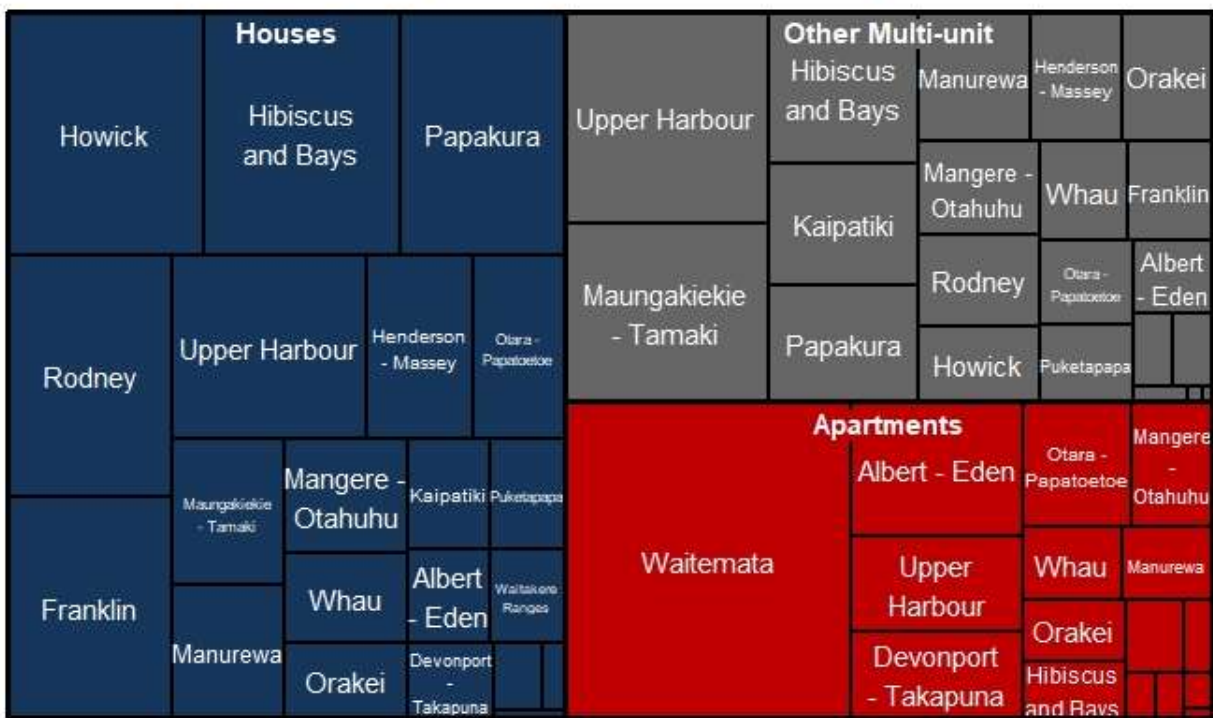 Houses
Howick
Hibiscus
and Bays
Papakura
Rodney
Upper Harbour
Henderson
- Massey
Otara -
Papatoetoe
Franklin
Maungakiekie
- Tamaki
Mangere -
Otahuhu
Kaipatiki
Puketapapa
Manurewa
Whau
Albert
- Eden
Waitakere
Ranges
Orakei
Devonport
-
Takapuna
Other Multi-unit
Upper Harbour
Hibiscus
and Bays
Manurewa
Henderson
- Massey
Orakei
Maungakiekie
- Tamaki
Kaipatiki
Mangere -
Otahuhu
Whau
Franklin
Papakura
Rodney
Otara -
Papatoetoe
Albert
- Eden
Howick
Puketapapa
Apartments
Waitemata
Albert - Eden
Otara -
Papatoetoe
Mangere
-
Otahuhu
Upper
Harbour
Whau
Manurewa
Devonport
- Takapuna
Orakei
Hibiscus
and Bays